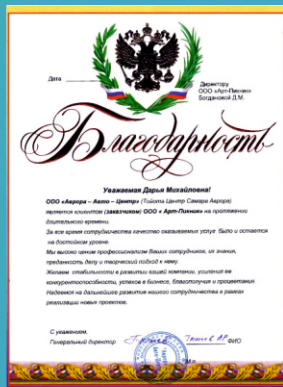 Дата
Директору
ООО «Арт-Пикник»
Богдановой Д.М.
Благодарность
Уважаемая Дарья Михайловна!
ООО «Аврора – Авто – Центр» (Тойота Центр Самара Аврора)
является клиентом (заказчиком) ООО « Арт-Пикник» на протяжении
длительного времени.
За все время сотрудничества качество оказываемых услуг было и остается
на достойном уровне.
Мы высоко ценим профессионализм Ваших сотрудников, их знания,
преданность делу и творческий подход к нему.
Желаем стабильности в развитии вашей компании, усиления ее
конкурентоспособности, успехов в бизнесе, благополучия и процветания.
Надеемся на дальнейшее развитие нашего сотрудничества в рамках
реализации новых проектов.
С уважением,
Генеральный директор
ФИО